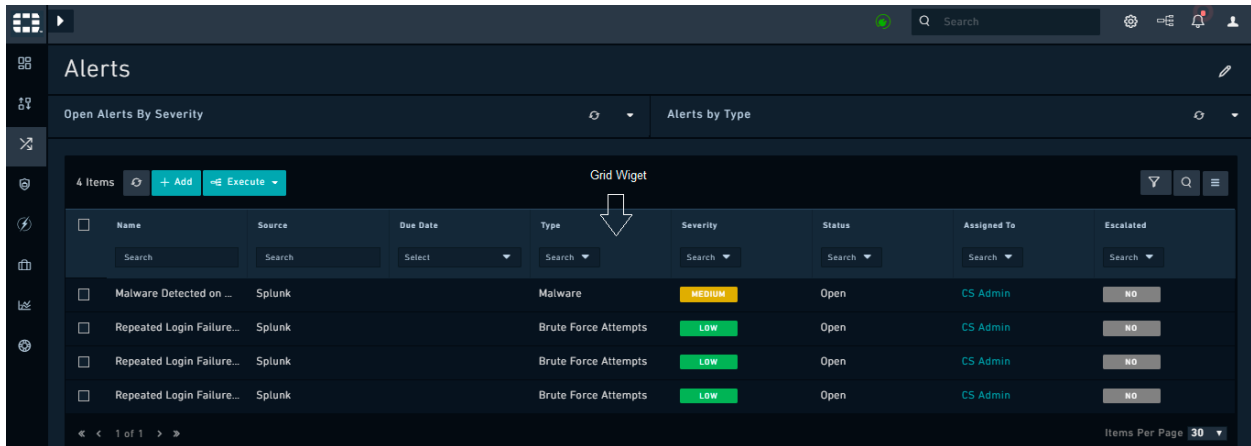 Search
Alerts
Open Alerts By Severity
Alerts by Type
4 Items + Add Execute
Grid Wiget
Name Source Due Date Type Severity Status Assigned To Escalated
Search Search Select Search Search Search Search Search
Malware Detected on ... Splunk Malware MEDIUM Open CS Admin NO
Repeated Login Failure... Splunk Brute Force Attempts LOW Open CS Admin NO
Repeated Login Failure... Splunk Brute Force Attempts LOW Open CS Admin NO
Repeated Login Failure... Splunk Brute Force Attempts LOW Open CS Admin NO
« < 1 of 1 > » Items Per Page 30